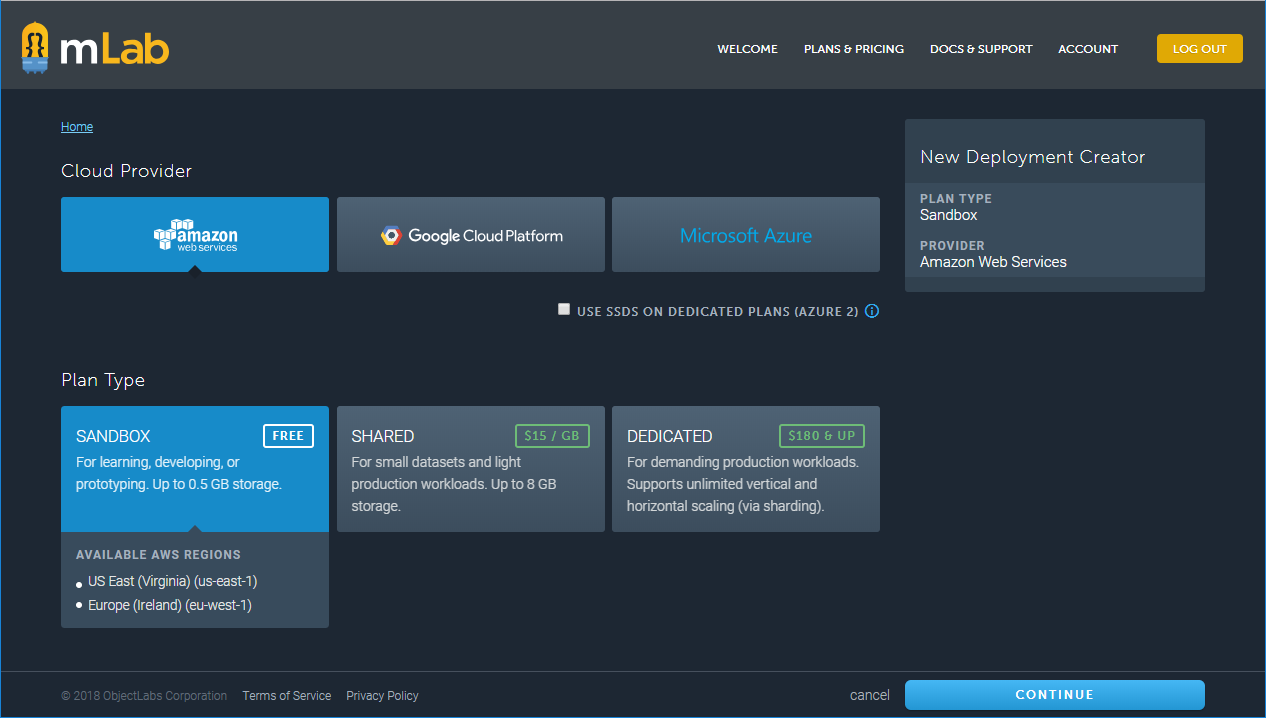 mLab
WELCOME
PLANS & PRICING
DOCS & SUPPORT
ACCOUNT
LOG OUT
Home
Cloud Provider
amazon
web services
Google Cloud Platform
Microsoft Azure
USE SSDS ON DEDICATED PLANS (AZURE 2)
Plan Type
SANDBOX
FREE
For learning, developing, or
prototyping. Up to 0.5 GB storage.
AVAILABLE AWS REGIONS
US East (Virginia) (us-east-1)
Europe (Ireland) (eu-west-1)
SHARED
$15 / GB
For small datasets and light
production workloads. Up to 8 GB
storage.
DEDICATED
$180 & UP
For demanding production workloads.
Supports unlimited vertical and
horizontal scaling (via sharding).
New Deployment Creator
PLAN TYPE
Sandbox
PROVIDER
Amazon Web Services
© 2018 ObjectLabs Corporation
Terms of Service
Privacy Policy
cancel
CONTINUE